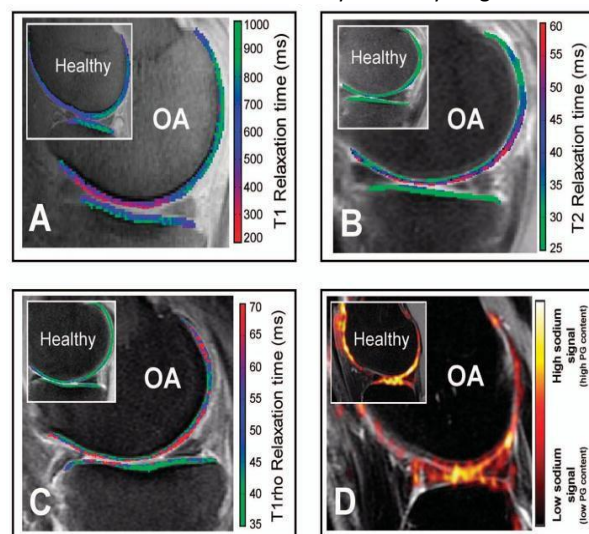 Healthy
OA
A
1000
900
800
700
600
500
400
300
200
T1 Relaxation time (ms)
Healthy
OA
B
60
55
50
45
40
35
30
25
T2 Relaxation time (ms)
Healthy
OA
C
70
65
60
55
50
45
40
35
T1rho Relaxation time (ms)
Healthy
OA
D
High sodium
signal
(high PG content)
Low sodium
signal
(low PG content)